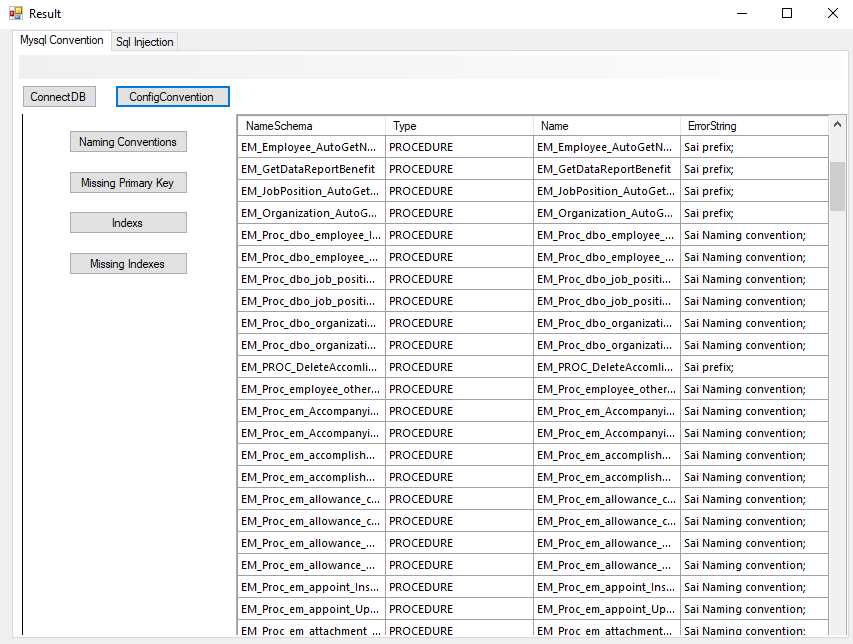 Result
Mysql Convention Sql Injection
ConnectDB ConfigConvention
Naming Conventions
Missing Primary Key
Indexs
Missing Indexes
NameSchema Type Name ErrorString
EM_Employee_AutoGetN... PROCEDURE EM_Employee_AutoGetN... Sai prefix;
EM_GetDataReportBenefit PROCEDURE EM_GetDataReportBenefit Sai prefix;
EM_JobPosition_AutoGet... PROCEDURE EM_JobPosition_AutoGet... Sai prefix;
EM_Organization_AutoG... PROCEDURE EM_Organization_AutoG... Sai prefix;
EM_Proc_dbo_employee_I... PROCEDURE EM_Proc_dbo_employee_... Sai Naming convention;
EM_Proc_dbo_employee_... PROCEDURE EM_Proc_dbo_employee_... Sai Naming convention;
EM_Proc_dbo_job_positi... PROCEDURE EM_Proc_dbo_job_positi... Sai Naming convention;
EM_Proc_dbo_job_positi... PROCEDURE EM_Proc_dbo_job_positi... Sai Naming convention;
EM_Proc_dbo_organizati... PROCEDURE EM_Proc_dbo_organizati... Sai Naming convention;
EM_Proc_dbo_organizati... PROCEDURE EM_Proc_dbo_organizati... Sai Naming convention;
EM_PROC_DeleteAccomli... PROCEDURE EM_PROC_DeleteAccomli... Sai prefix;
EM_Proc_employee_other... PROCEDURE EM_Proc_employee_other... Sai Naming convention;
EM_Proc_em_Accompanyi... PROCEDURE EM_Proc_em_Accompanyi... Sai Naming convention;
EM_Proc_em_Accompanyi... PROCEDURE EM_Proc_em_Accompanyi... Sai Naming convention;
EM_Proc_em_accomplish... PROCEDURE EM_Proc_em_accomplish... Sai Naming convention;
EM_Proc_em_accomplish... PROCEDURE EM_Proc_em_accomplish... Sai Naming convention;
EM_Proc_em_allowance_c... PROCEDURE EM_Proc_em_allowance_c... Sai Naming convention;
EM_Proc_em_allowance_c... PROCEDURE EM_Proc_em_allowance_c... Sai Naming convention;
EM_Proc_em_allowance_... PROCEDURE EM_Proc_em_allowance_... Sai Naming convention;
EM_Proc_em_allowance_... PROCEDURE EM_Proc_em_allowance_... Sai Naming convention;
EM_Proc_em_appoint_Ins... PROCEDURE EM_Proc_em_appoint_Ins... Sai Naming convention;
EM_Proc_em_appoint_Up... PROCEDURE EM_Proc_em_appoint_Up... Sai Naming convention;
EM_Proc_em_attachment_... PROCEDURE EM_Proc_em_attachment_... Sai Naming convention;